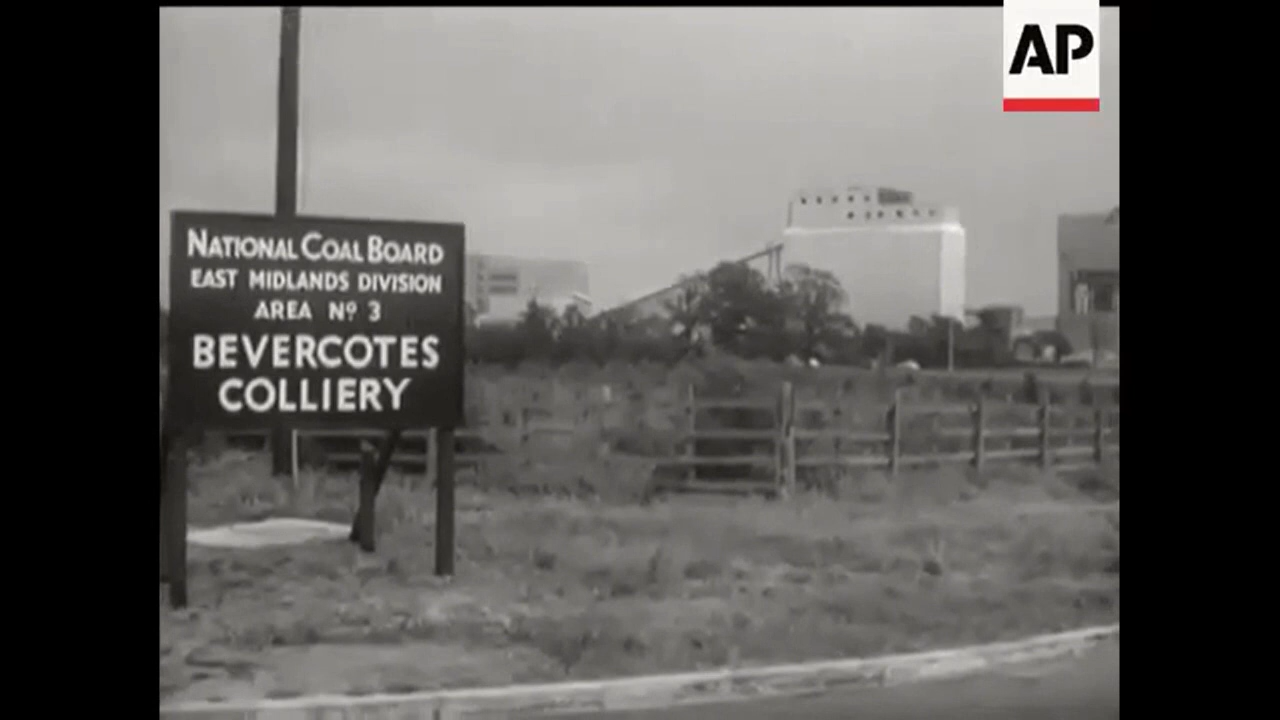 AP
NATIONAL COAL BOARD
EAST MIDLANDS DIVISION
AREA Nº 3
BEVERCOTES
COLLIERY